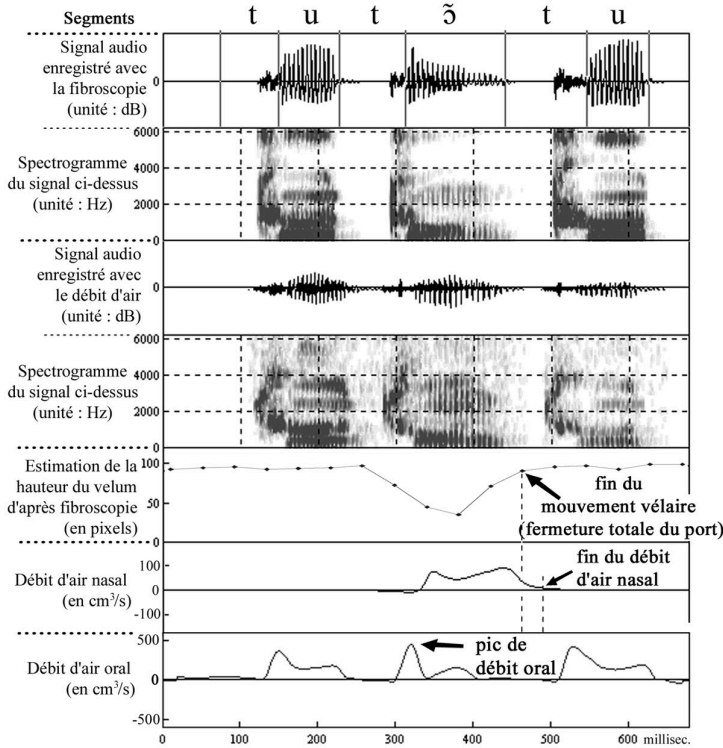 Segments t u t ɔ̃ t u
Signal audio
enregistré avec
la fibroscopie
(unité : dB)
0
Spectrogramme
du signal ci-dessus
(unité : Hz)
6000
4000
2000
0
Signal audio
enregistré avec
le débit d'air
(unité : dB)
0
Spectrogramme
du signal ci-dessus
(unité : Hz)
6000
4000
2000
0
Estimation de la
hauteur du velum
d'après fibroscopie
(en pixels)
100
50
0
fin du
mouvement vélaire
(fermeture totale du port)
Débit d'air nasal
(en cm³/s)
100
0
-100
fin du débit
d'air nasal
Débit d'air oral
(en cm³/s)
500
0
-500
pic de
débit oral
0 100 200 300 400 500 600 millisec.